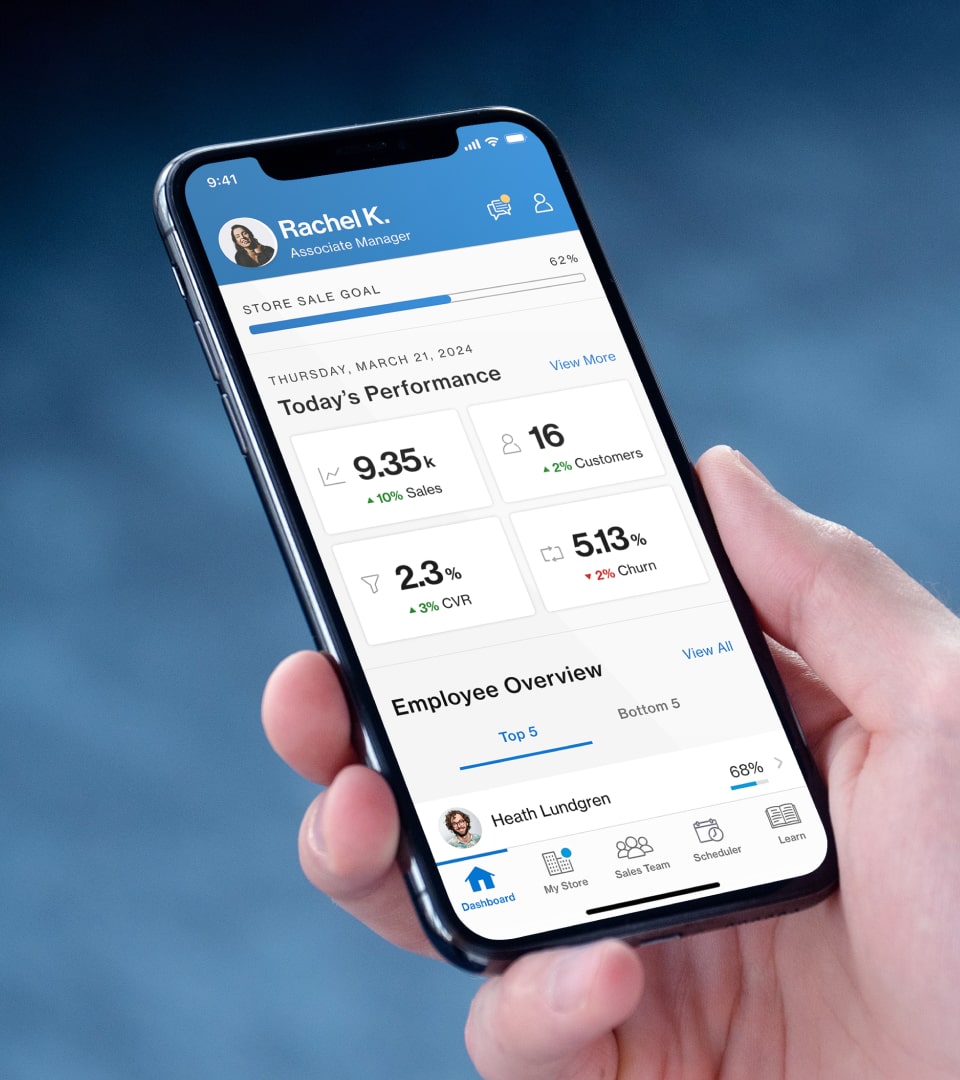 9:41
Rachel K.
Associate Manager
STORE SALE GOAL
62%
THURSDAY, MARCH 21, 2024
Today's Performance
View More
9.35k
▲ 10% Sales
16
▲ 2% Customers
2.3%
▲ 3% CVR
5.13%
▼ 2% Churn
Employee Overview
View All
Top 5
Bottom 5
Heath Lundgren
68%
Dashboard
My Store
Sales Team
Scheduler
Learn